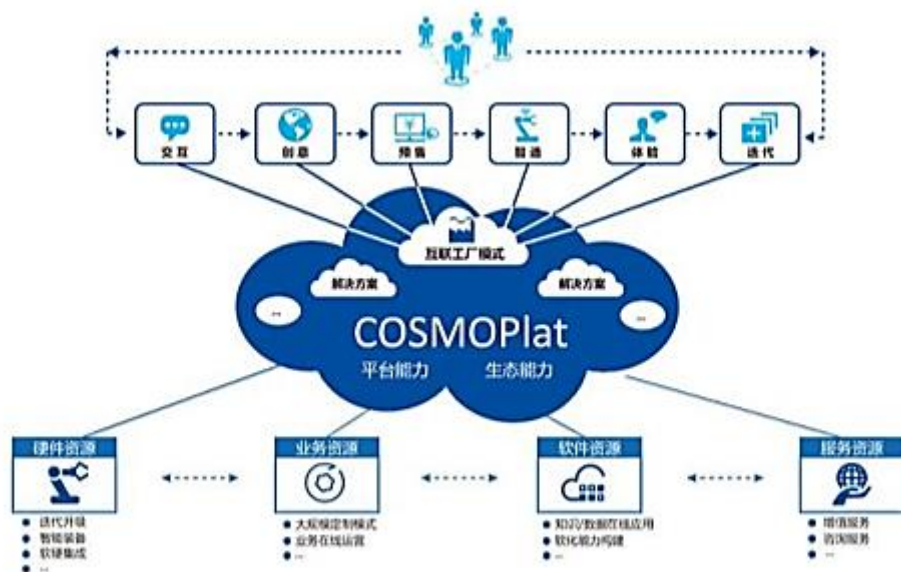 交互
创意
预售
智造
体验
迭代
互联工厂模式
解决方案
解决方案
...
...
COSMOPlat
平台能力
生态能力
硬件资源
业务资源
软件资源
服务资源
迭代升级
智能装备
软硬集成
...
大规模定制模式
业务在线运营
...
知识/数据在线应用
软化能力构建
...
增值服务
咨询服务
...